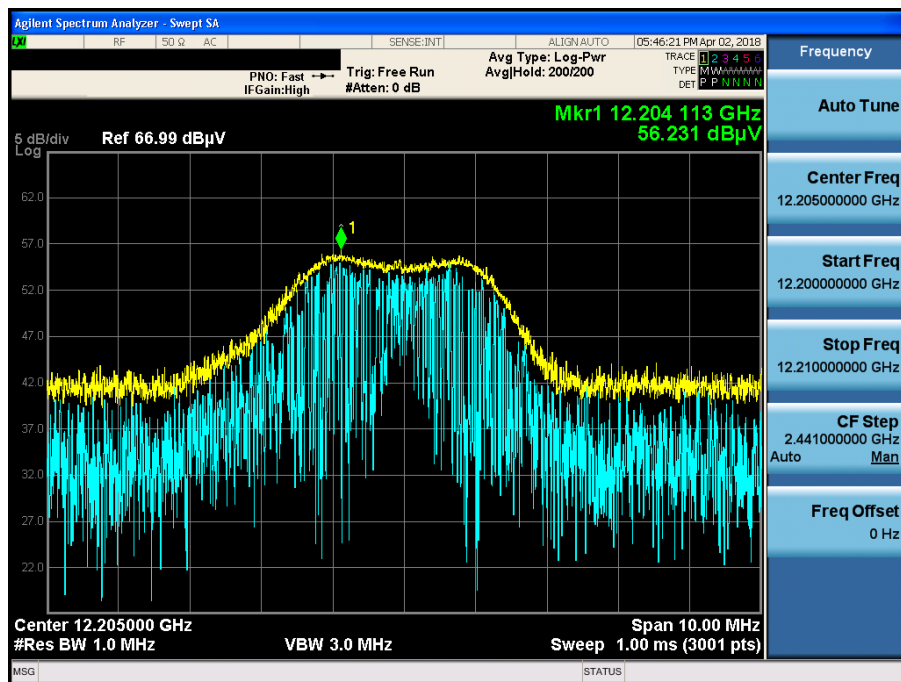 Agilent Spectrum Analyzer - Swept SA
LXI RF 50 Ω AC SENSE:INT ALIGN AUTO 05:46:21 PM Apr 02, 2018
PNO: Fast
IFGain:High
Trig: Free Run
#Atten: 0 dB
Avg Type: Log-Pwr
Avg|Hold: 200/200
TRACE 1 2 3 4 5 6
TYPE M W W W W W
DET P P N N N N
Mkr1 12.204 113 GHz
56.231 dBµV
5 dB/div
Log
Ref 66.99 dBµV
62.0
57.0
52.0
47.0
42.0
37.0
32.0
27.0
22.0
1
Center 12.205000 GHz
Span 10.00 MHz
#Res BW 1.0 MHz
VBW 3.0 MHz
Sweep 1.00 ms (3001 pts)
MSG
STATUS
Frequency
Auto Tune
Center Freq
12.205000000 GHz
Start Freq
12.200000000 GHz
Stop Freq
12.210000000 GHz
CF Step
2.441000000 GHz
Auto Man
Freq Offset
0 Hz